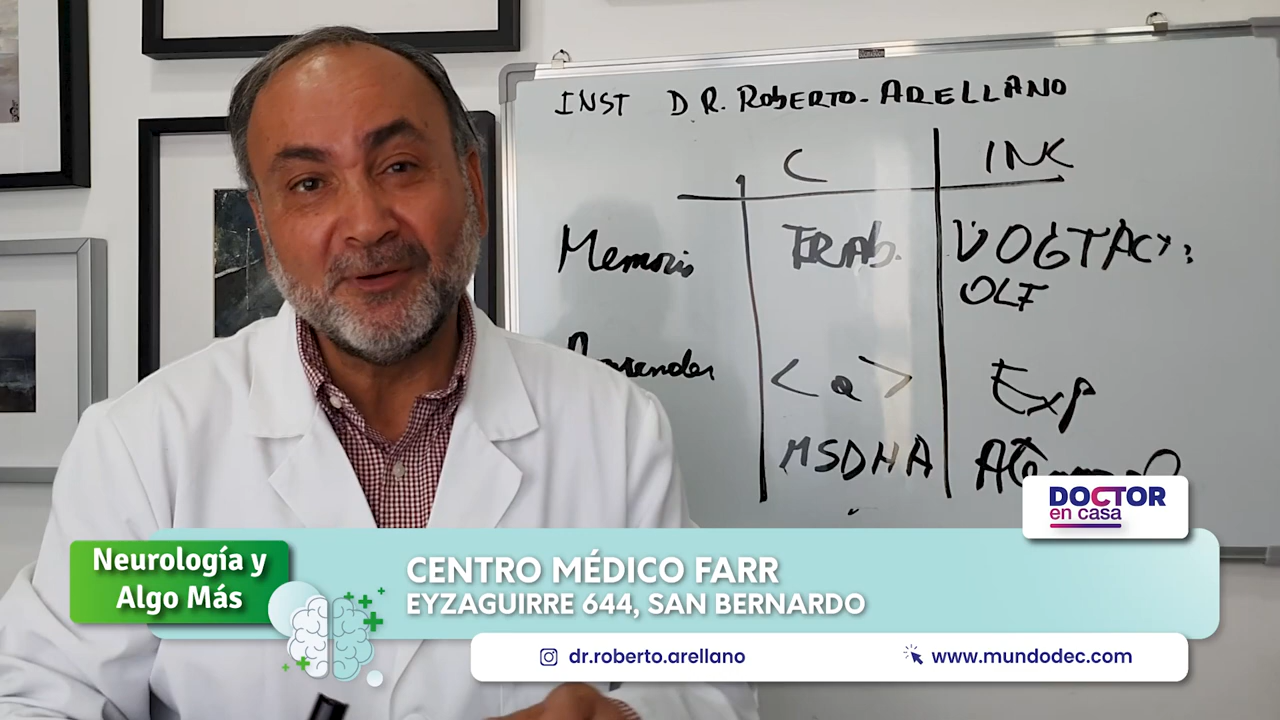 INST DR. ROBERTO-ARELLANO
C INK
Memoria TRAB. VOGTAC
OLF
< a > Exp
MSDHA
DOCTOR
en casa
Neurología y
Algo Más
CENTRO MÉDICO FARR
EYZAGUIRRE 644, SAN BERNARDO
dr.roberto.arellano www.mundodec.com